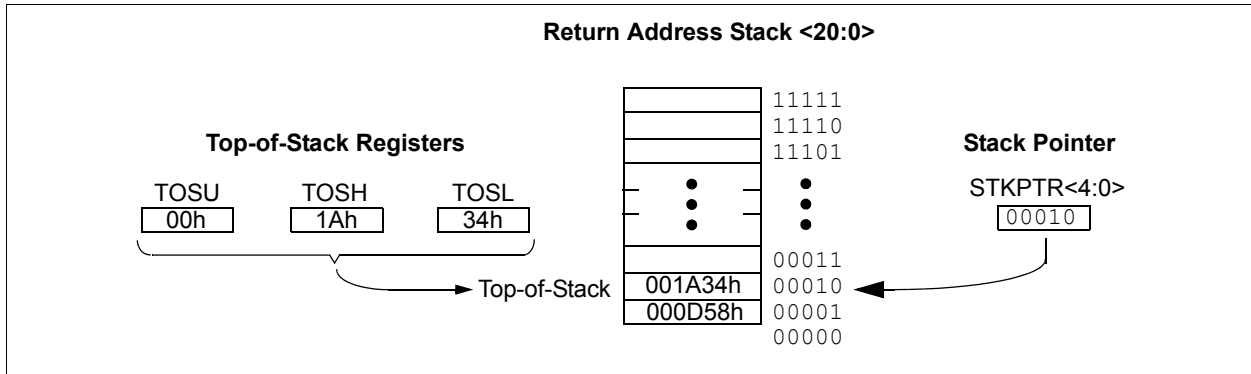 Return Address Stack <20:0>
11111
11110
11101
Top-of-Stack Registers
Stack Pointer
TOSU TOSH TOSL
STKPTR<4:0>
00h 1Ah 34h
00010
00011
Top-of-Stack 001A34h 00010
000D58h 00001
00000